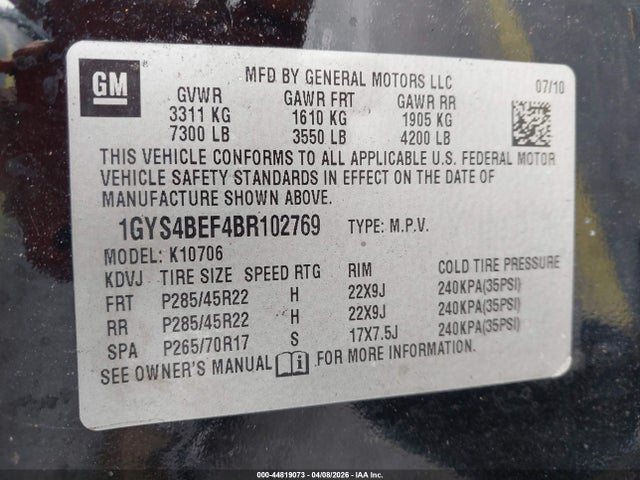 GM
MFD BY GENERAL MOTORS LLC
07/10
GVWR GAWR FRT GAWR RR
3311 KG 1610 KG 1905 KG
7300 LB 3550 LB 4200 LB
THIS VEHICLE CONFORMS TO ALL APPLICABLE U.S. FEDERAL MOTOR
VEHICLE SAFETY STANDARDS IN EFFECT ON THE DATE OF
MANUFACTURE SHOWN ABOVE.
1GYS4BEF4BR102769 TYPE: M.P.V.
MODEL: K10706
KDVJ TIRE SIZE SPEED RTG RIM COLD TIRE PRESSURE
FRT P285/45R22 H 22X9J 240KPA(35PSI)
RR P285/45R22 H 22X9J 240KPA(35PSI)
SPA P265/70R17 S 17X7.5J 240KPA(35PSI)
SEE OWNER'S MANUAL i FOR MORE INFORMATION.
000-44819073 - 04/08/2026 - IAA Inc.